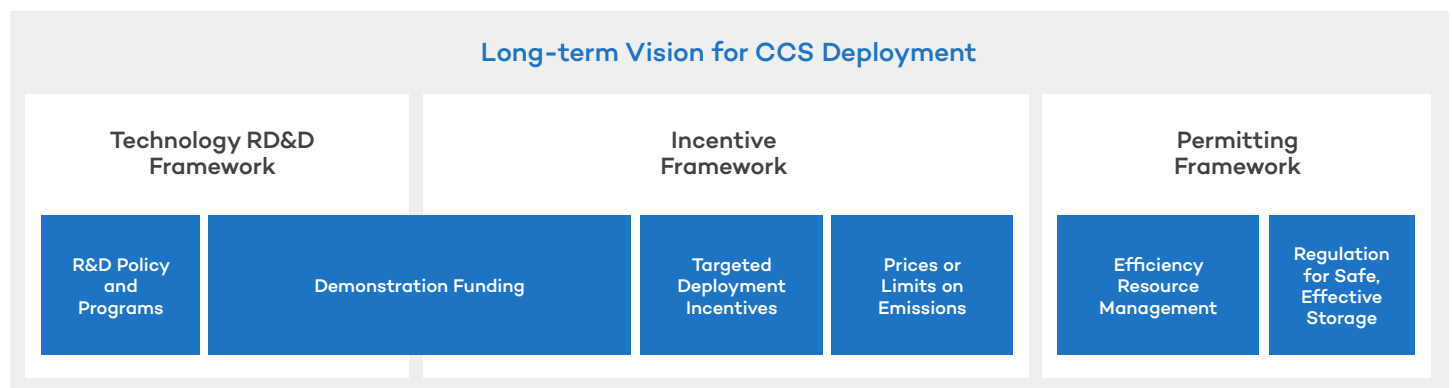 Long-term Vision for CCS Deployment
Technology RD&D
Framework
Incentive
Framework
Permitting
Framework
R&D Policy
and
Programs
Demonstration Funding
Targeted
Deployment
Incentives
Prices or
Limits on
Emissions
Efficiency
Resource
Management
Regulation
for Safe,
Effective
Storage